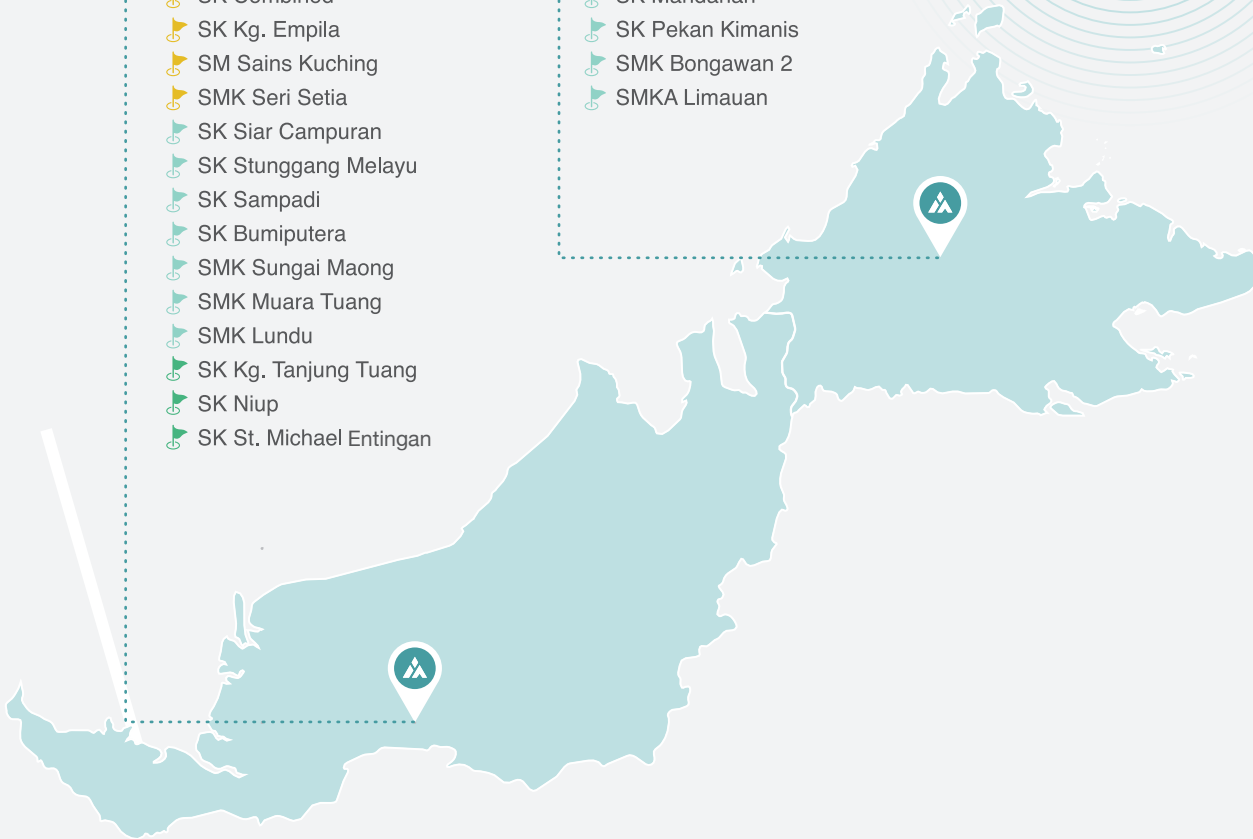 SK Combined
SK Kg. Empila
SM Sains Kuching
SMK Seri Setia
SK Siar Campuran
SK Stunggang Melayu
SK Sampadi
SK Bumiputera
SMK Sungai Maong
SMK Muara Tuang
SMK Lundu
SK Kg. Tanjung Tuang
SK Niup
SK St. Michael Entingan
SK Pekan Kimanis
SMK Bongawan 2
SMKA Limauan